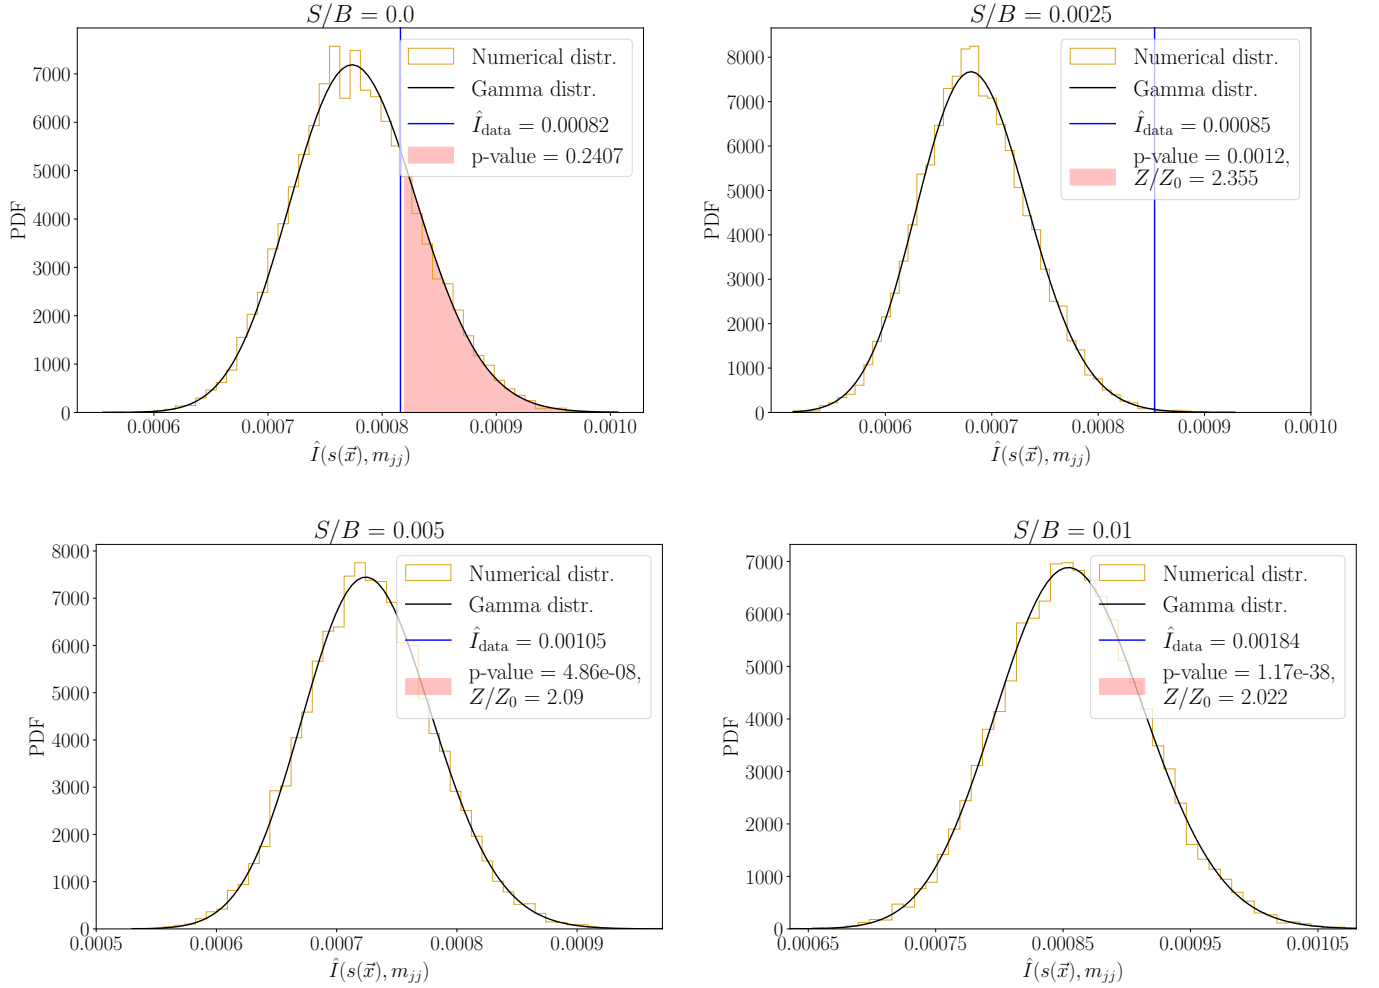 S/B = 0.0
PDF
7000
6000
5000
4000
3000
2000
1000
0
Numerical distr.
Gamma distr.
Î_data = 0.00082
p-value = 0.2407
0.0006 0.0007 0.0008 0.0009 0.0010
Î(s(x⃗), m_jj)
S/B = 0.0025
PDF
8000
7000
6000
5000
4000
3000
2000
1000
0
Numerical distr.
Gamma distr.
Î_data = 0.00085
p-value = 0.0012,
Z/Z_0 = 2.355
0.0006 0.0007 0.0008 0.0009 0.0010
Î(s(x⃗), m_jj)
S/B = 0.005
PDF
8000
7000
6000
5000
4000
3000
2000
1000
0
Numerical distr.
Gamma distr.
Î_data = 0.00105
p-value = 4.86e-08,
Z/Z_0 = 2.09
0.0005 0.0006 0.0007 0.0008 0.0009
Î(s(x⃗), m_jj)
S/B = 0.01
PDF
7000
6000
5000
4000
3000
2000
1000
0
Numerical distr.
Gamma distr.
Î_data = 0.00184
p-value = 1.17e-38,
Z/Z_0 = 2.022
0.00065 0.00075 0.00085 0.00095 0.00105
Î(s(x⃗), m_jj)